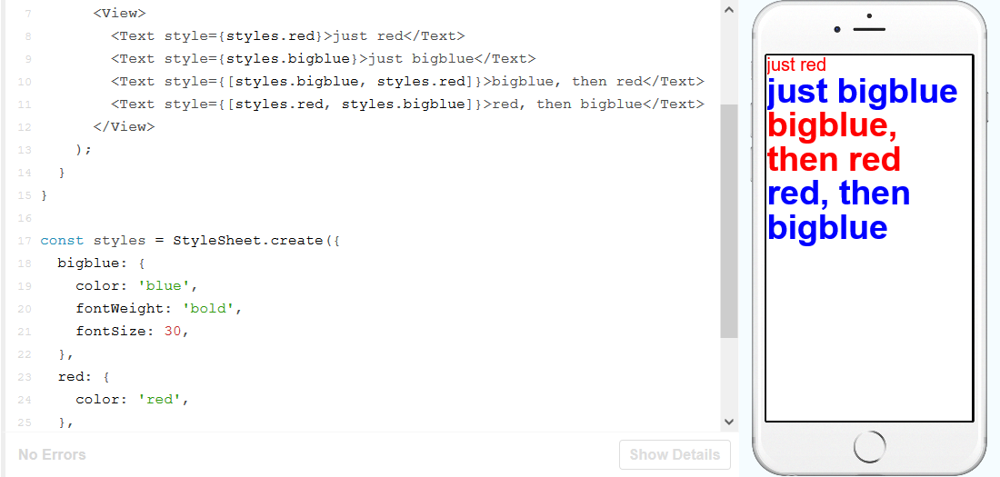 7 <View>
8 <Text style={styles.red}>just red</Text>
9 <Text style={styles.bigblue}>just bigblue</Text>
10 <Text style={[styles.bigblue, styles.red]}>bigblue, then red</Text>
11 <Text style={[styles.red, styles.bigblue]}>red, then bigblue</Text>
12 </View>
13 );
14 }
15 }
16
17 const styles = StyleSheet.create({
18 bigblue: {
19 color: 'blue',
20 fontWeight: 'bold',
21 fontSize: 30,
22 },
23 red: {
24 color: 'red',
25 },
No Errors
Show Details
just red
just bigblue
bigblue,
then red
red, then
bigblue